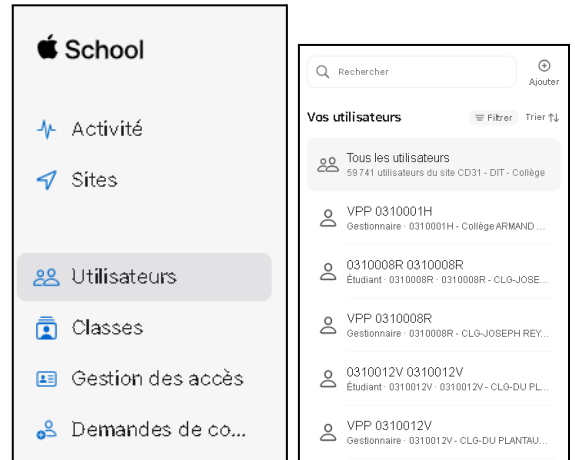 School
Activité
Sites
Utilisateurs
Classes
Gestion des accès
Demandes de co...
Rechercher
Ajouter
Vos utilisateurs
Filtrer
Trier
Tous les utilisateurs
59 741 utilisateurs du site CD31 - DIT - Collège
VPP 0310001H
Gestionnaire · 0310001H - Collège ARMAND ...
0310008R 0310008R
Étudiant · 0310008R · 0310008R - CLG-JOSE...
VPP 0310008R
Gestionnaire · 0310008R - CLG-JOSEPH REY...
0310012V 0310012V
Étudiant · 0310012V · 0310012V - CLG-DU PL...
VPP 0310012V
Gestionnaire · 0310012V - CLG-DU PLANTAU...